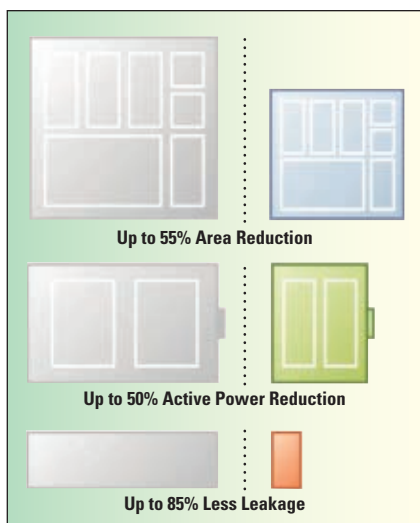 Up to 55% Area Reduction
Up to 50% Active Power Reduction
Up to 85% Less Leakage